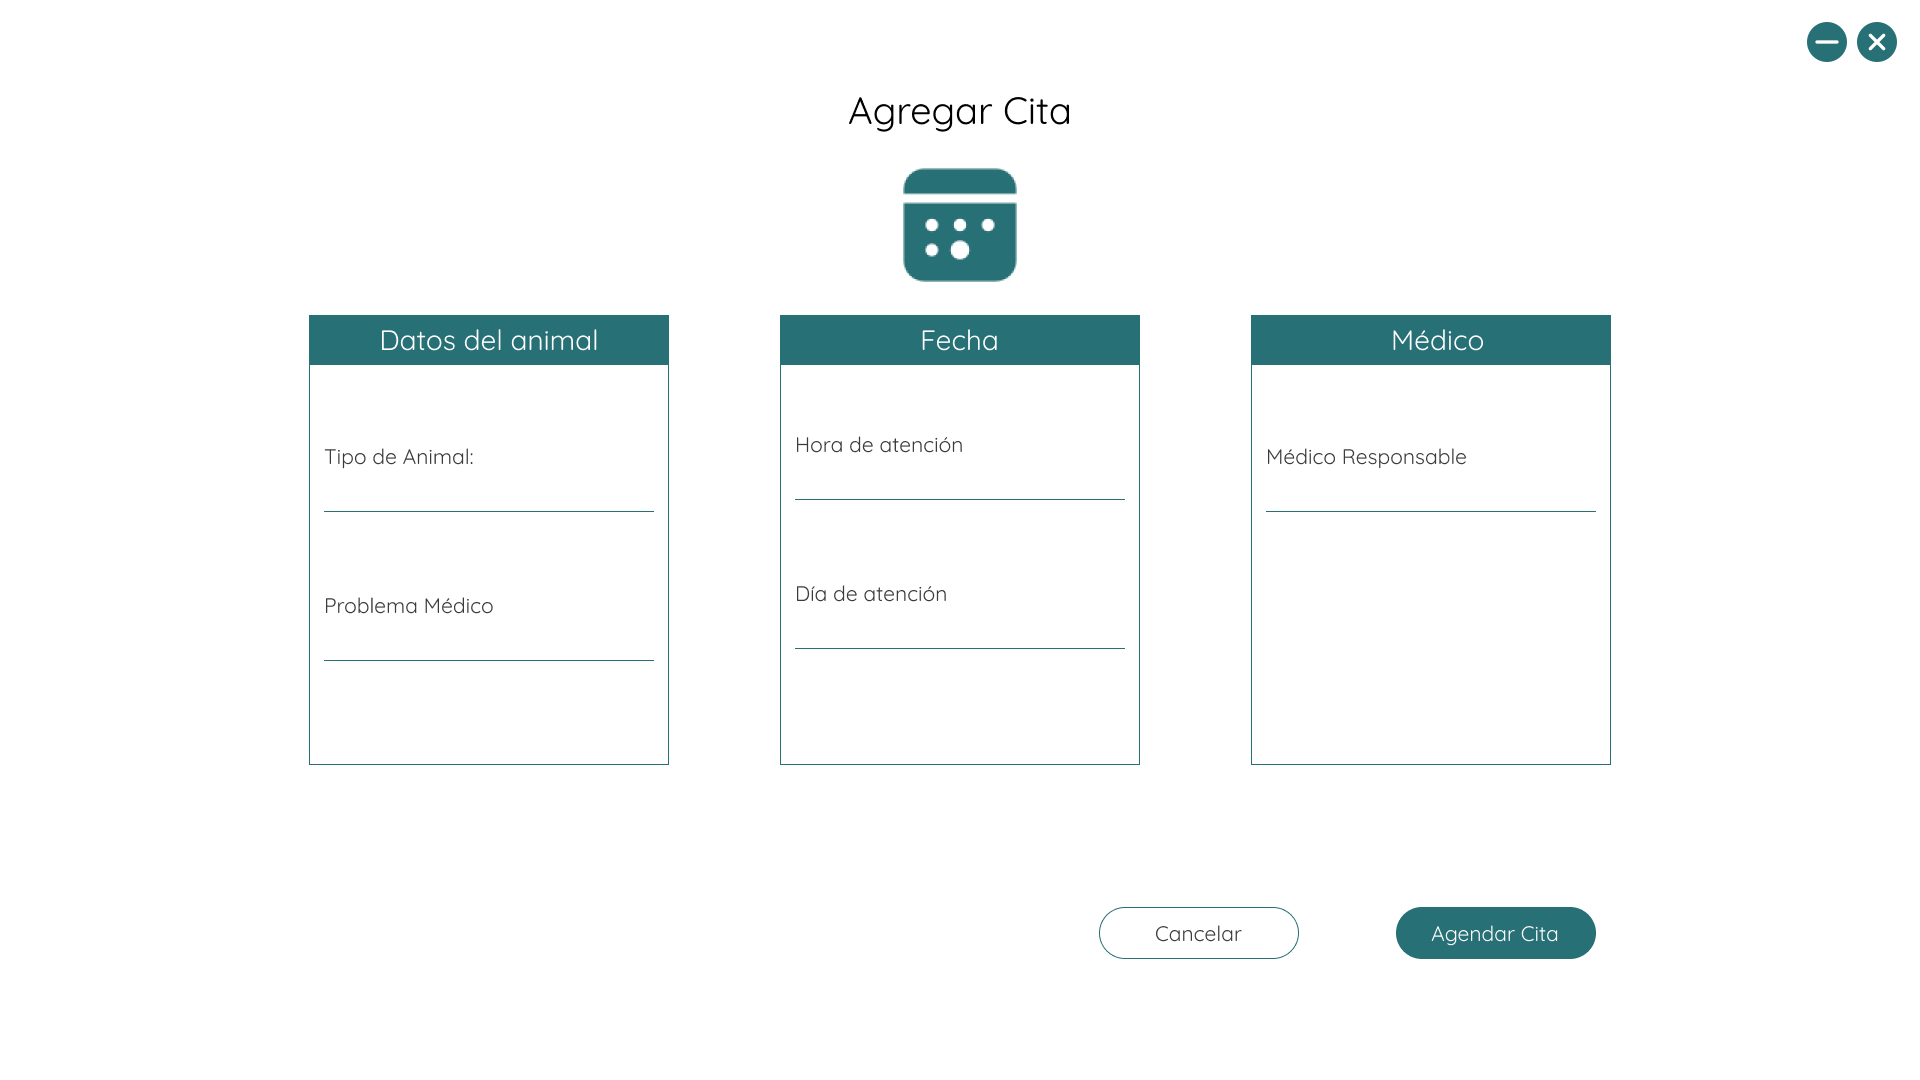 Agregar Cita
Datos del animal
Tipo de Animal:
Problema Médico
Fecha
Hora de atención
Día de atención
Médico
Médico Responsable
Cancelar
Agendar Cita